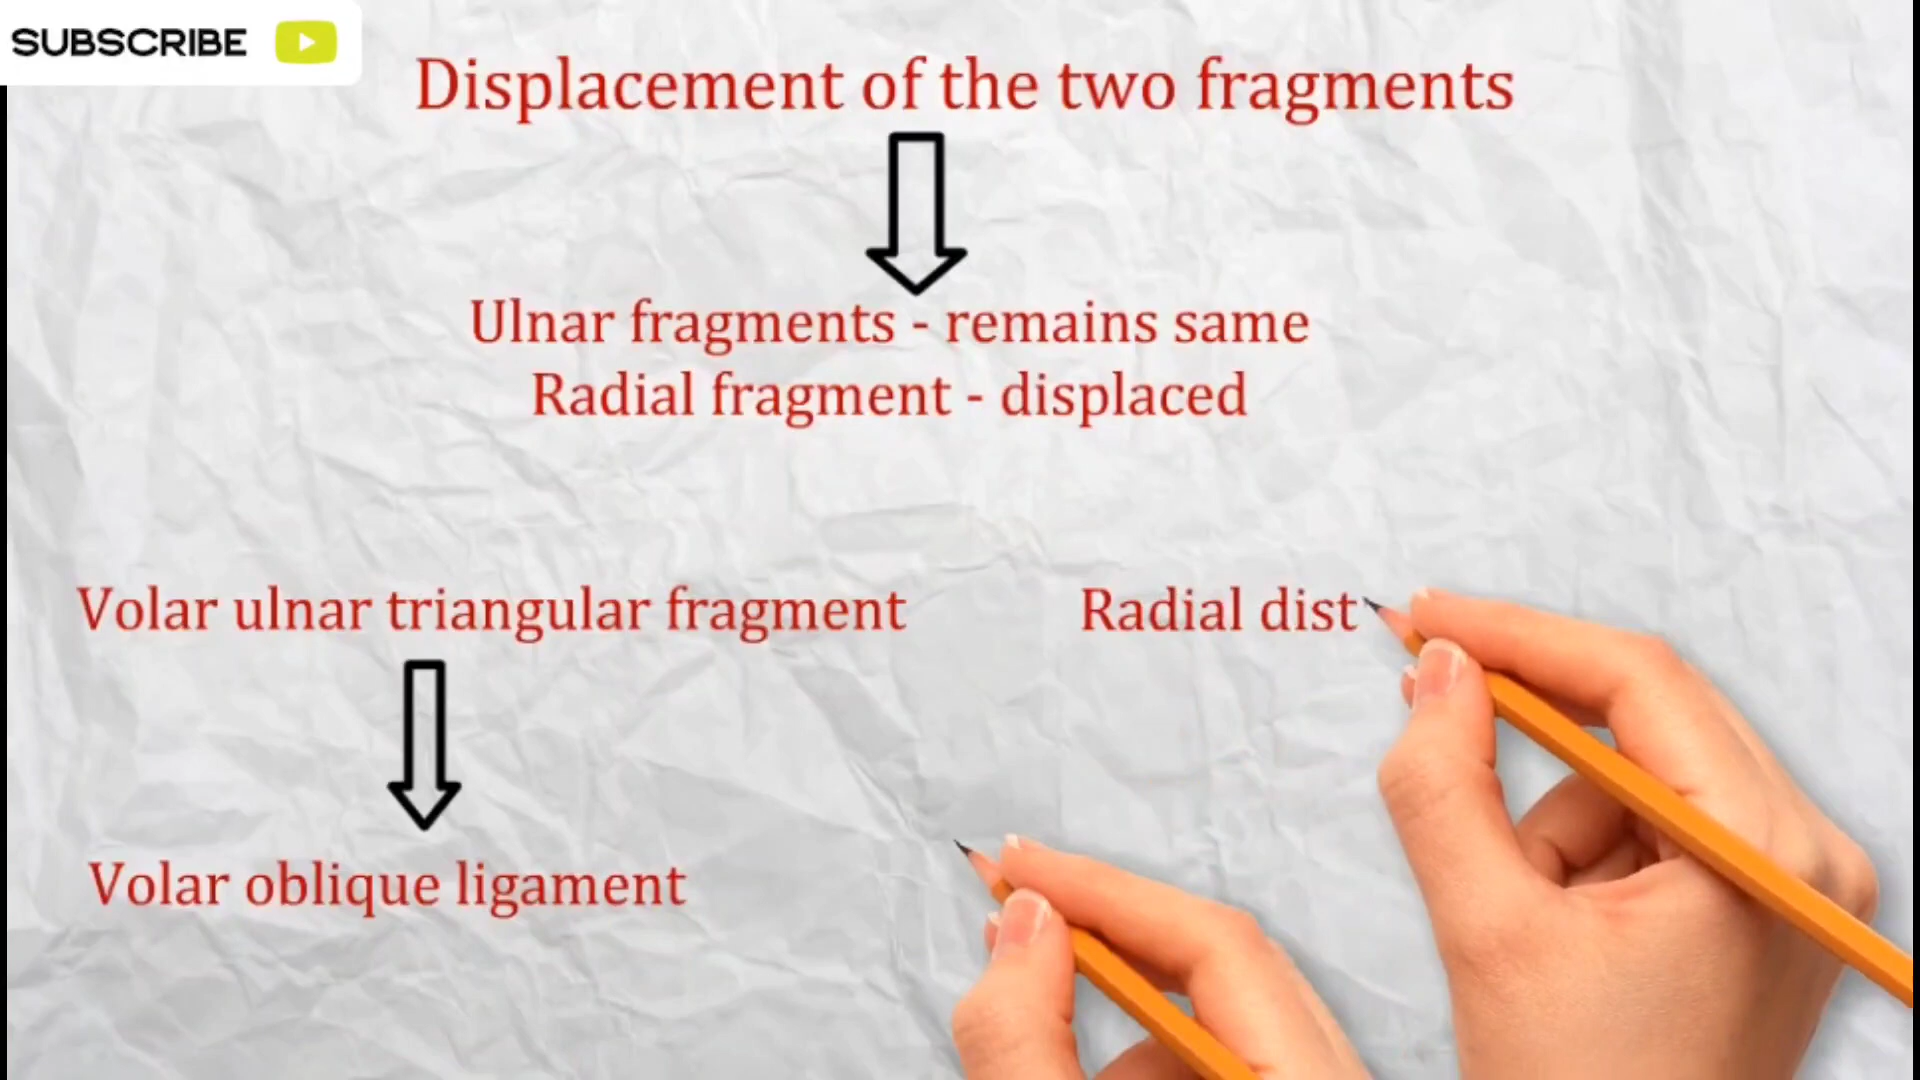 SUBSCRIBE
Displacement of the two fragments
Ulnar fragments - remains same
Radial fragment - displaced
Volar ulnar triangular fragment
Radial dist
Volar oblique ligament